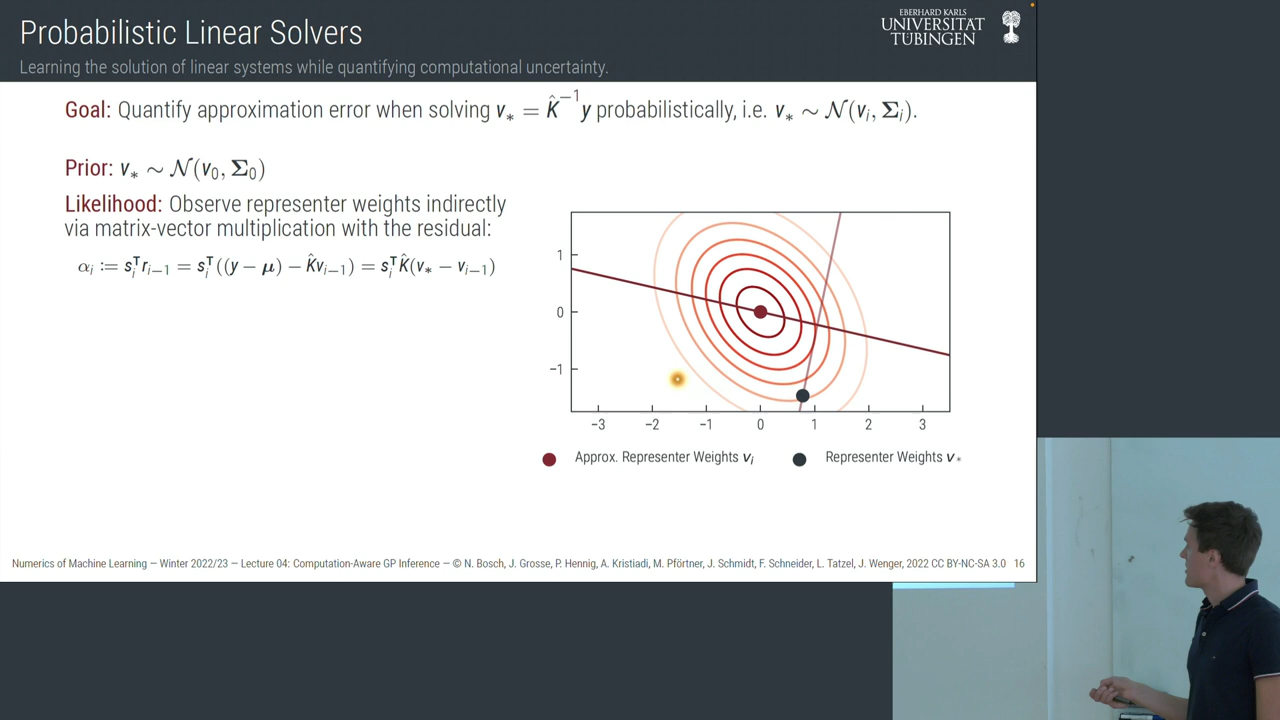 Probabilistic Linear Solvers
Learning the solution of linear systems while quantifying computational uncertainty.
EBERHARD KARLS
UNIVERSITÄT
TÜBINGEN
Goal: Quantify approximation error when solving v∗ = K̂⁻¹y probabilistically, i.e. v∗ ∼ 𝒩(vᵢ, Σᵢ).
Prior: v∗ ∼ 𝒩(v₀, Σ₀)
Likelihood: Observe representer weights indirectly
via matrix-vector multiplication with the residual:
αᵢ := sᵢᵀrᵢ₋₁ = sᵢᵀ((y − μ) − K̂vᵢ₋₁) = sᵢᵀK̂(v∗ − vᵢ₋₁)
1
0
−1
−3 −2 −1 0 1 2 3
Approx. Representer Weights vᵢ Representer Weights v∗
Numerics of Machine Learning — Winter 2022/23 — Lecture 04: Computation-Aware GP Inference — © N. Bosch, J. Grosse, P. Hennig, A. Kristiadi, M. Pförtner, J. Schmidt, F. Schneider, L. Tatzel, J. Wenger, 2022 CC BY-NC-SA 3.0 16